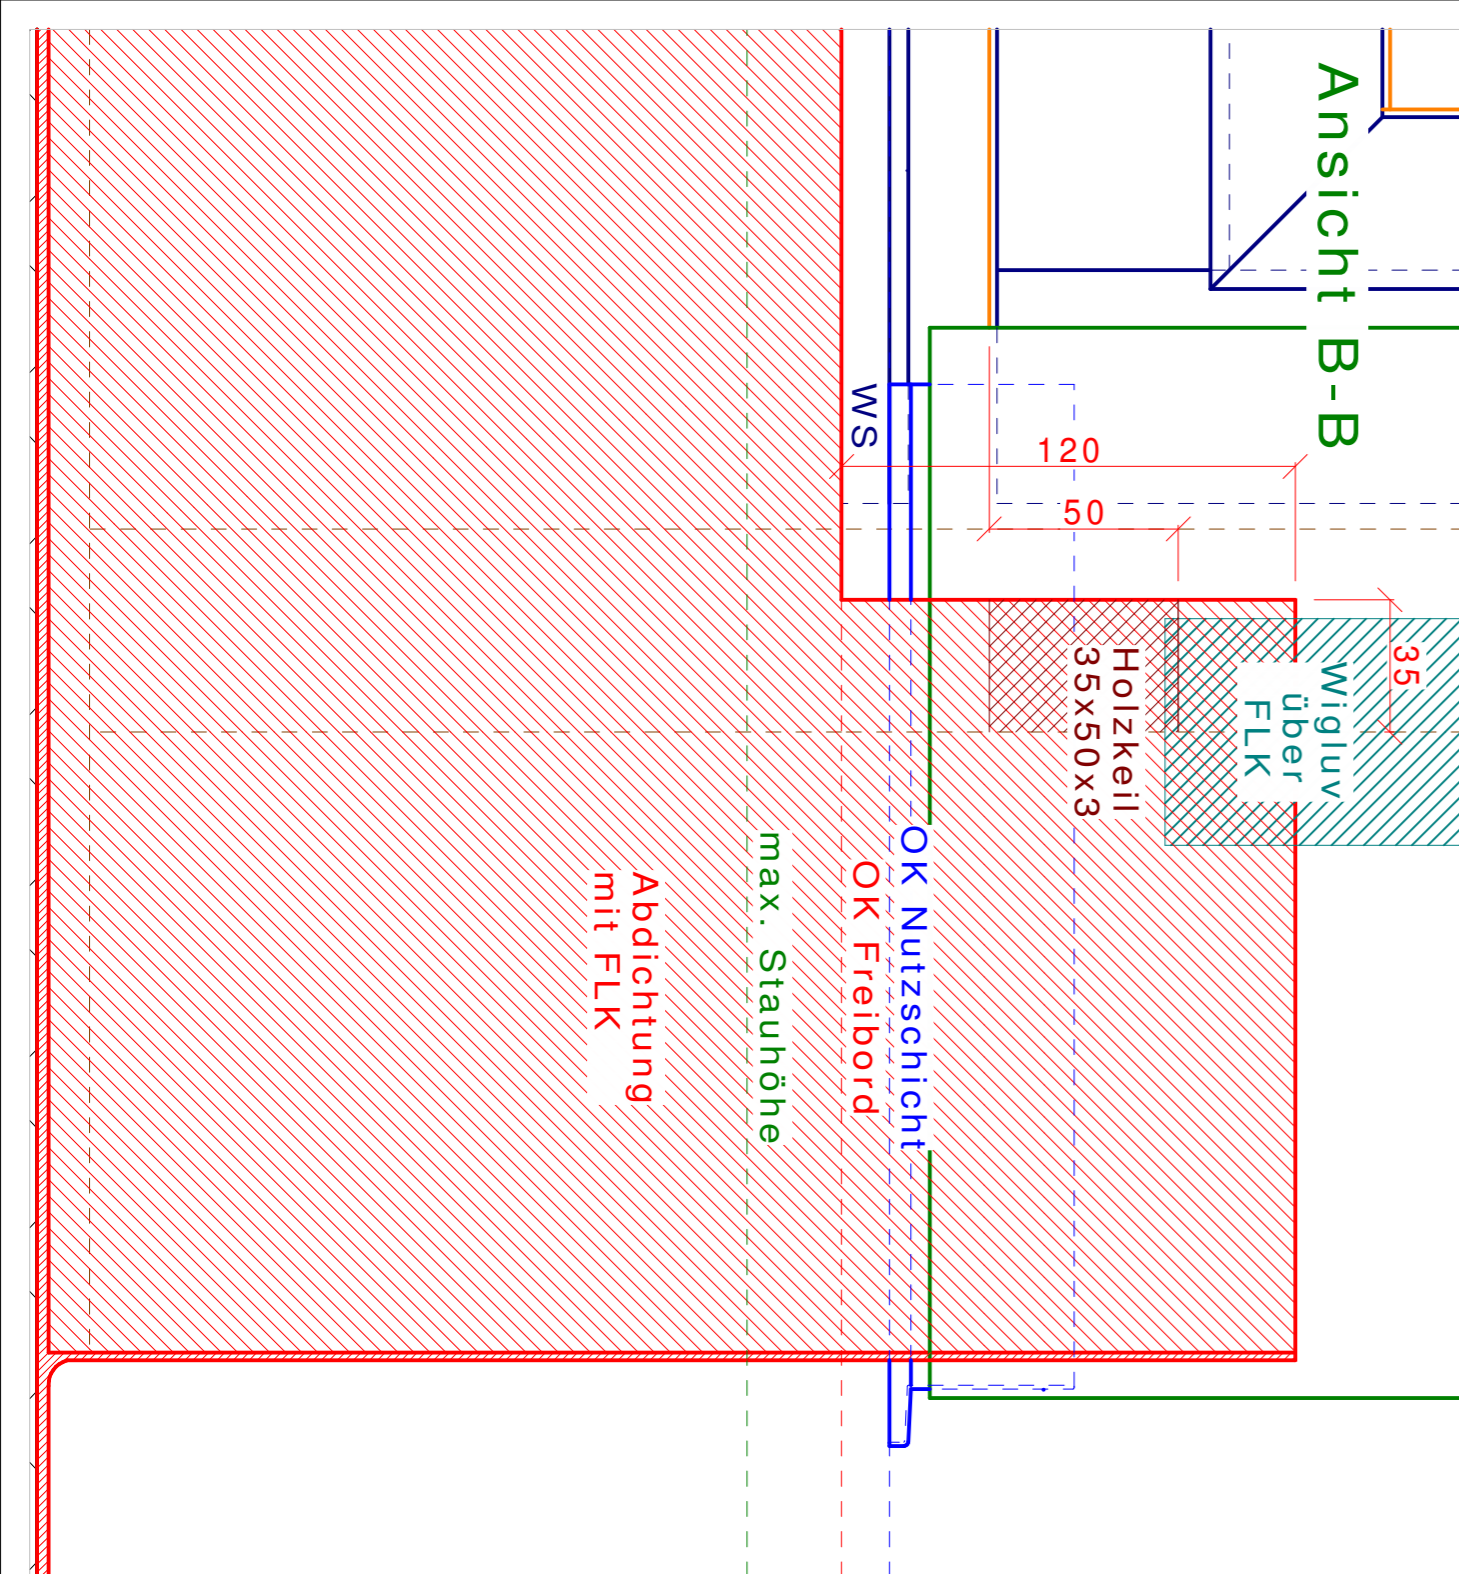 Ansicht B-B
WS
120
50
35
Wigluv
über
FLK
Holzkeil
35x50x3
OK Nutzschicht
OK Freibord
max. Stauhöhe
Abdichtung
mit FLK